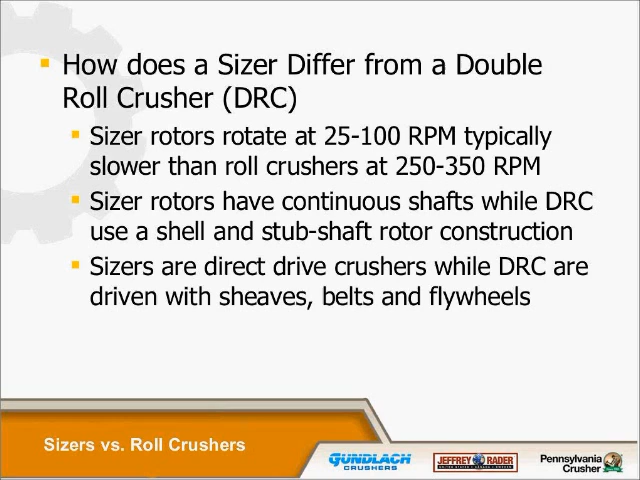 How does a Sizer Differ from a Double
Roll Crusher (DRC)
Sizer rotors rotate at 25-100 RPM typically
slower than roll crushers at 250-350 RPM
Sizer rotors have continuous shafts while DRC
use a shell and stub-shaft rotor construction
Sizers are direct drive crushers while DRC are
driven with sheaves, belts and flywheels
Sizers vs. Roll Crushers
GUNDLACH
CRUSHERS
JEFFREY RADER
Pennsylvania
Crusher